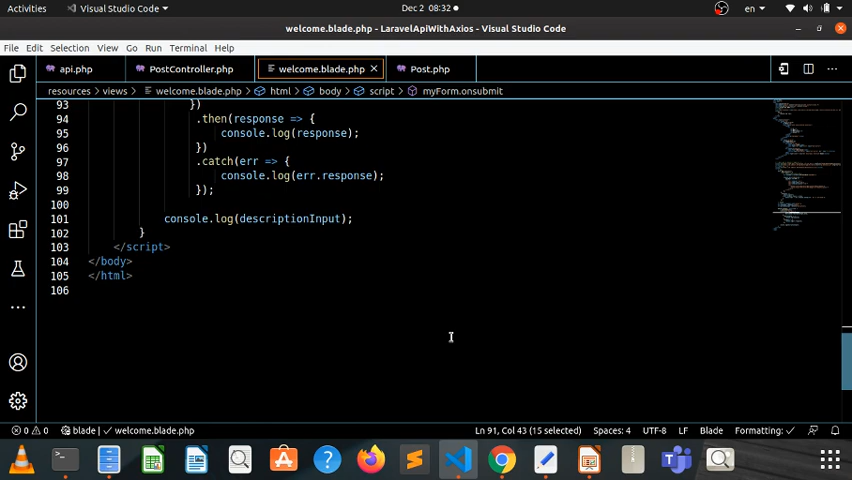 Activities
Visual Studio Code
Dec 2 08:32
en
welcome.blade.php - LaravelApiWithAxios - Visual Studio Code
File Edit Selection View Go Run Terminal Help
api.php
PostController.php
welcome.blade.php
Post.php
resources > views > welcome.blade.php > html > body > script > myForm.onsubmit
93 })
94 .then(response => {
95 console.log(response);
96 })
97 .catch(err => {
98 console.log(err.response);
99 });
100
101 console.log(descriptionInput);
102 }
103 </script>
104 </body>
105 </html>
106
0 0 blade welcome.blade.php Ln 91, Col 43 (15 selected) Spaces: 4 UTF-8 LF Blade Formatting: ✓